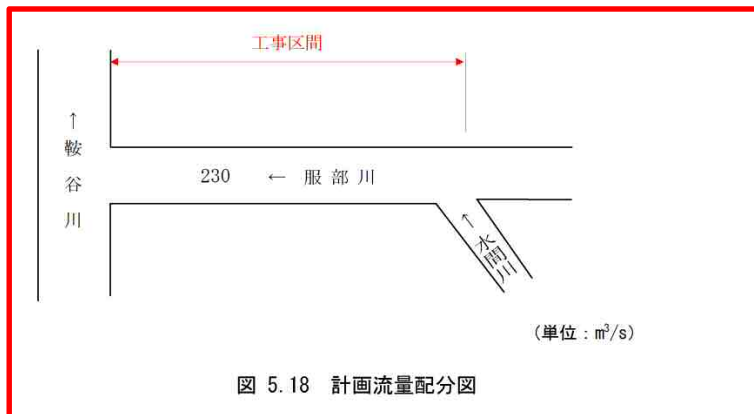 工事区間
↑鞍谷川
230 ← 服部川
↑水間川
(単位：m³/s)
図 5.18 計画流量配分図